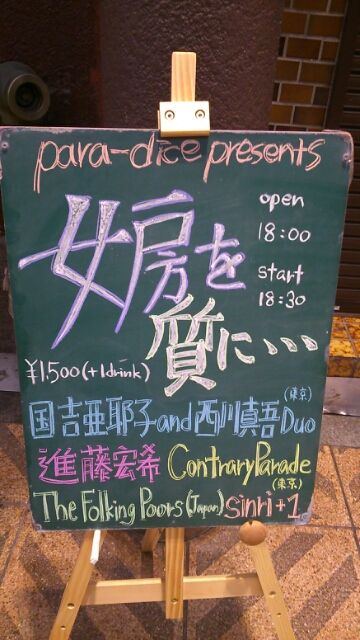 para-dice presents
女房を
質に、、、
open
18:00
start
18:30
¥1,500(+1drink)
国吉亜耶子and西川真吾Duo
(東京)
進藤宏希 ContraryParade
(東京)
The Folking Poors(Japan) sinri+1